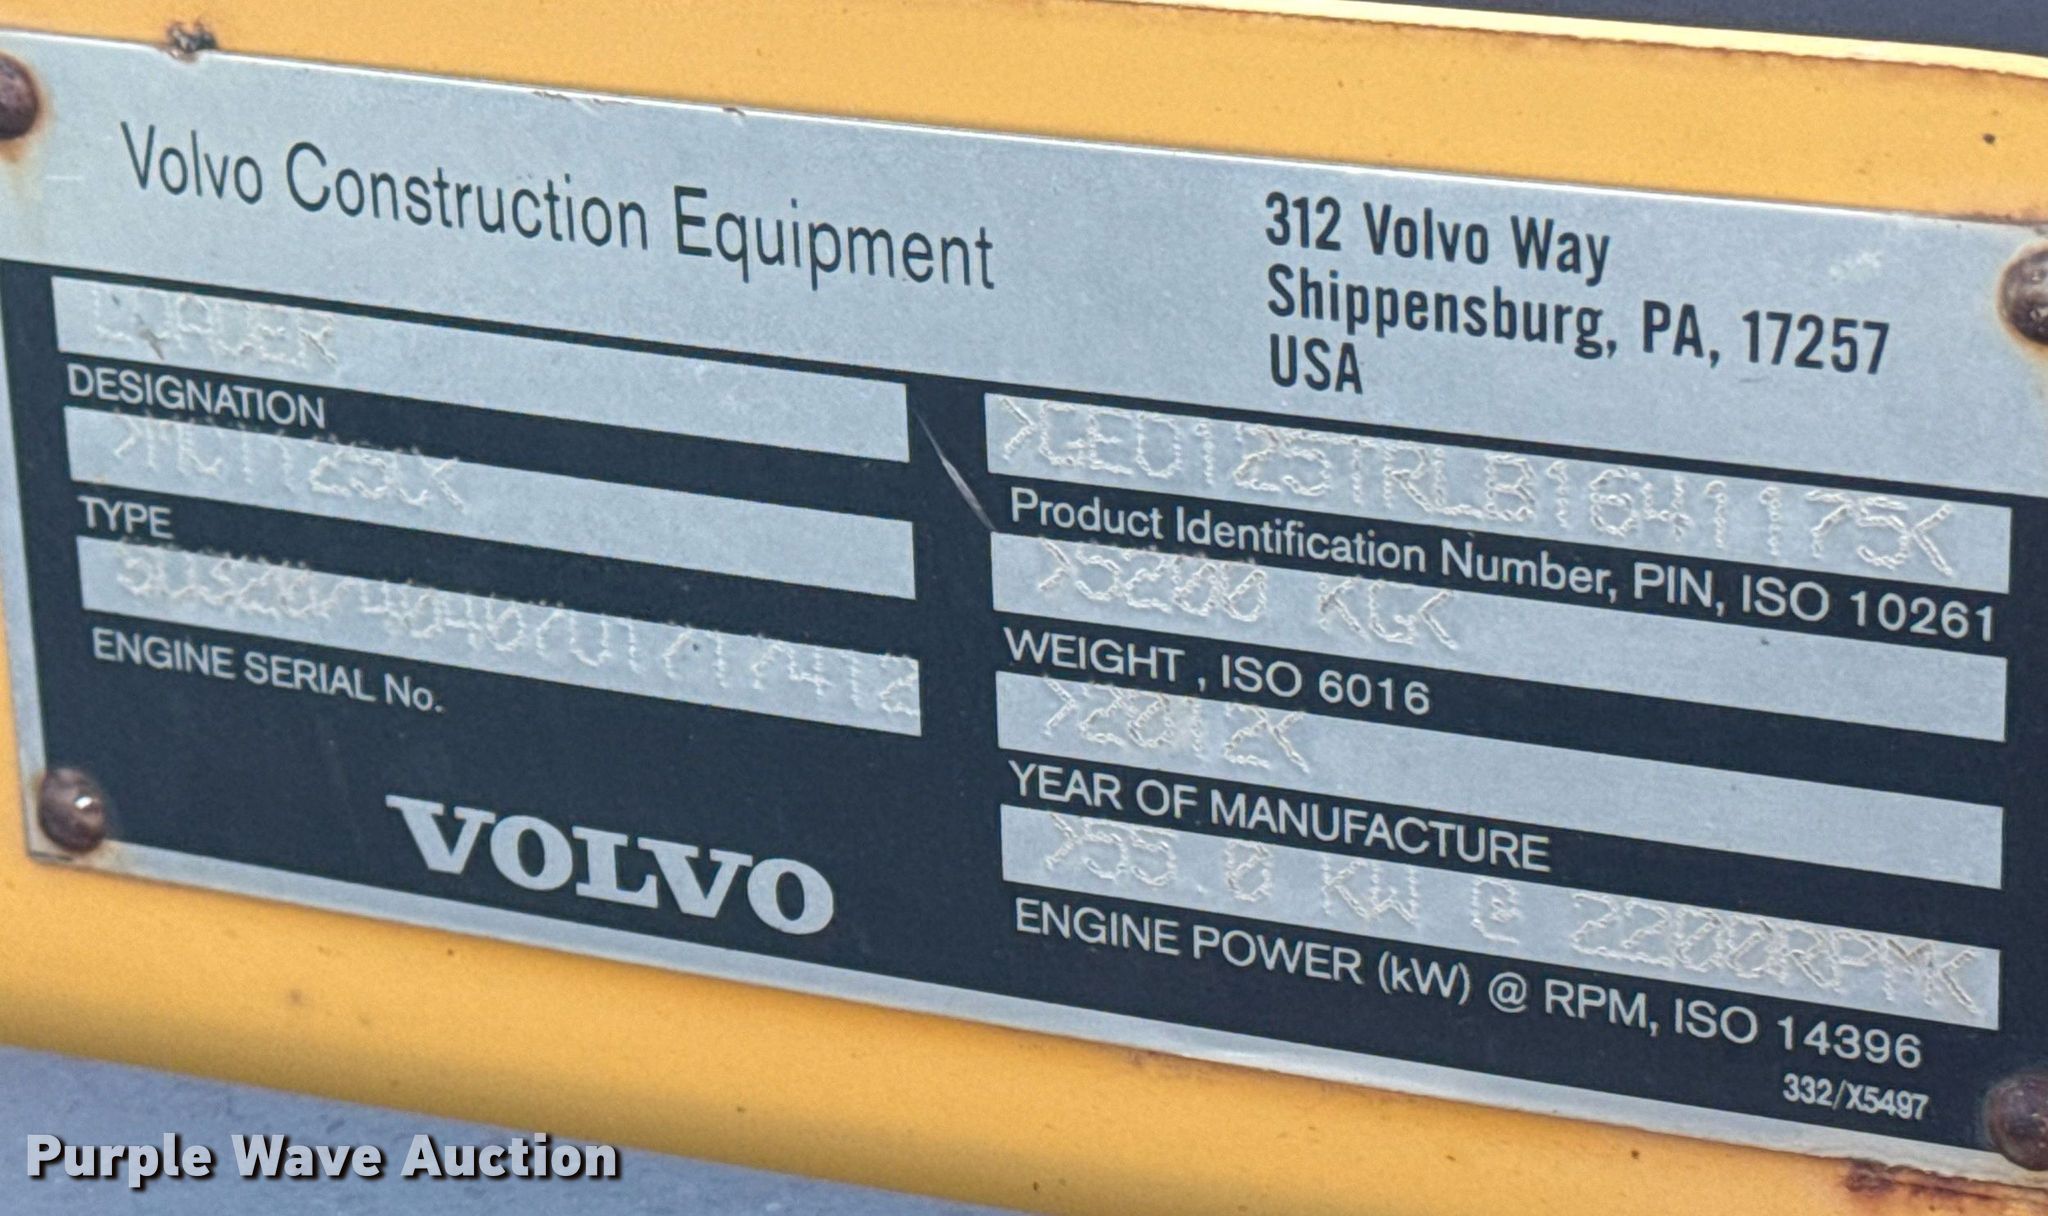 Volvo Construction Equipment
312 Volvo Way
Shippensburg, PA, 17257
USA
LOADER
DESIGNATION
TYPE
ENGINE SERIAL No.
VOLVO
>GEO125TRLB1641175<
Product Identification Number, PIN, ISO 10261
>5200 KG<
WEIGHT , ISO 6016
>2012<
YEAR OF MANUFACTURE
>55 0 KW @ 2200RPM<
ENGINE POWER (kW) @ RPM, ISO 14396
332/X5497
Purple Wave Auction